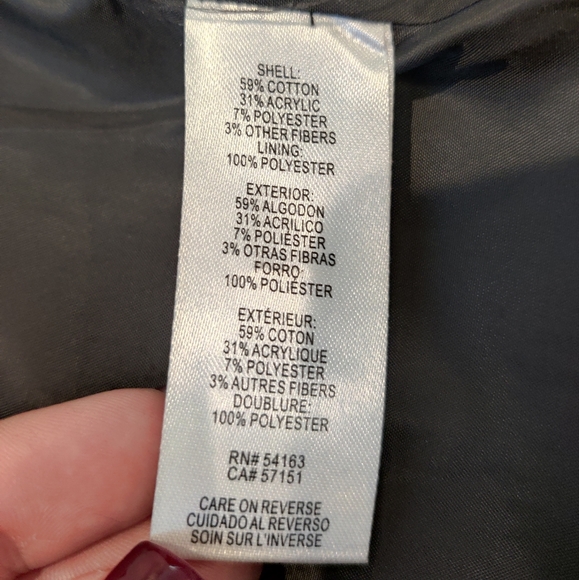 SHELL:
59% COTTON
31% ACRYLIC
7% POLYESTER
3% OTHER FIBERS
LINING:
100% POLYESTER
EXTERIOR:
59% ALGODON
31% ACRILICO
7% POLIÉSTER
3% OTRAS FIBRAS
FORRO:
100% POLIÉSTER
EXTÉRIEUR:
59% COTON
31% ACRYLIQUE
7% POLYESTER
3% AUTRES FIBERS
DOUBLURE:
100% POLYESTER
RN# 54163
CA# 57151
CARE ON REVERSE
CUIDADO AL REVERSO
SOIN SUR L'INVERSE